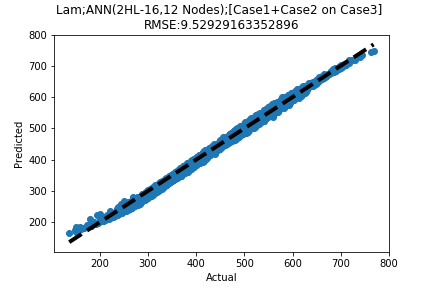 Lam;ANN(2HL-16,12 Nodes);[Case1+Case2 on Case3]
RMSE:9.52929163352896
800
700
600
500
400
300
200
Predicted
200 300 400 500 600 700 800
Actual